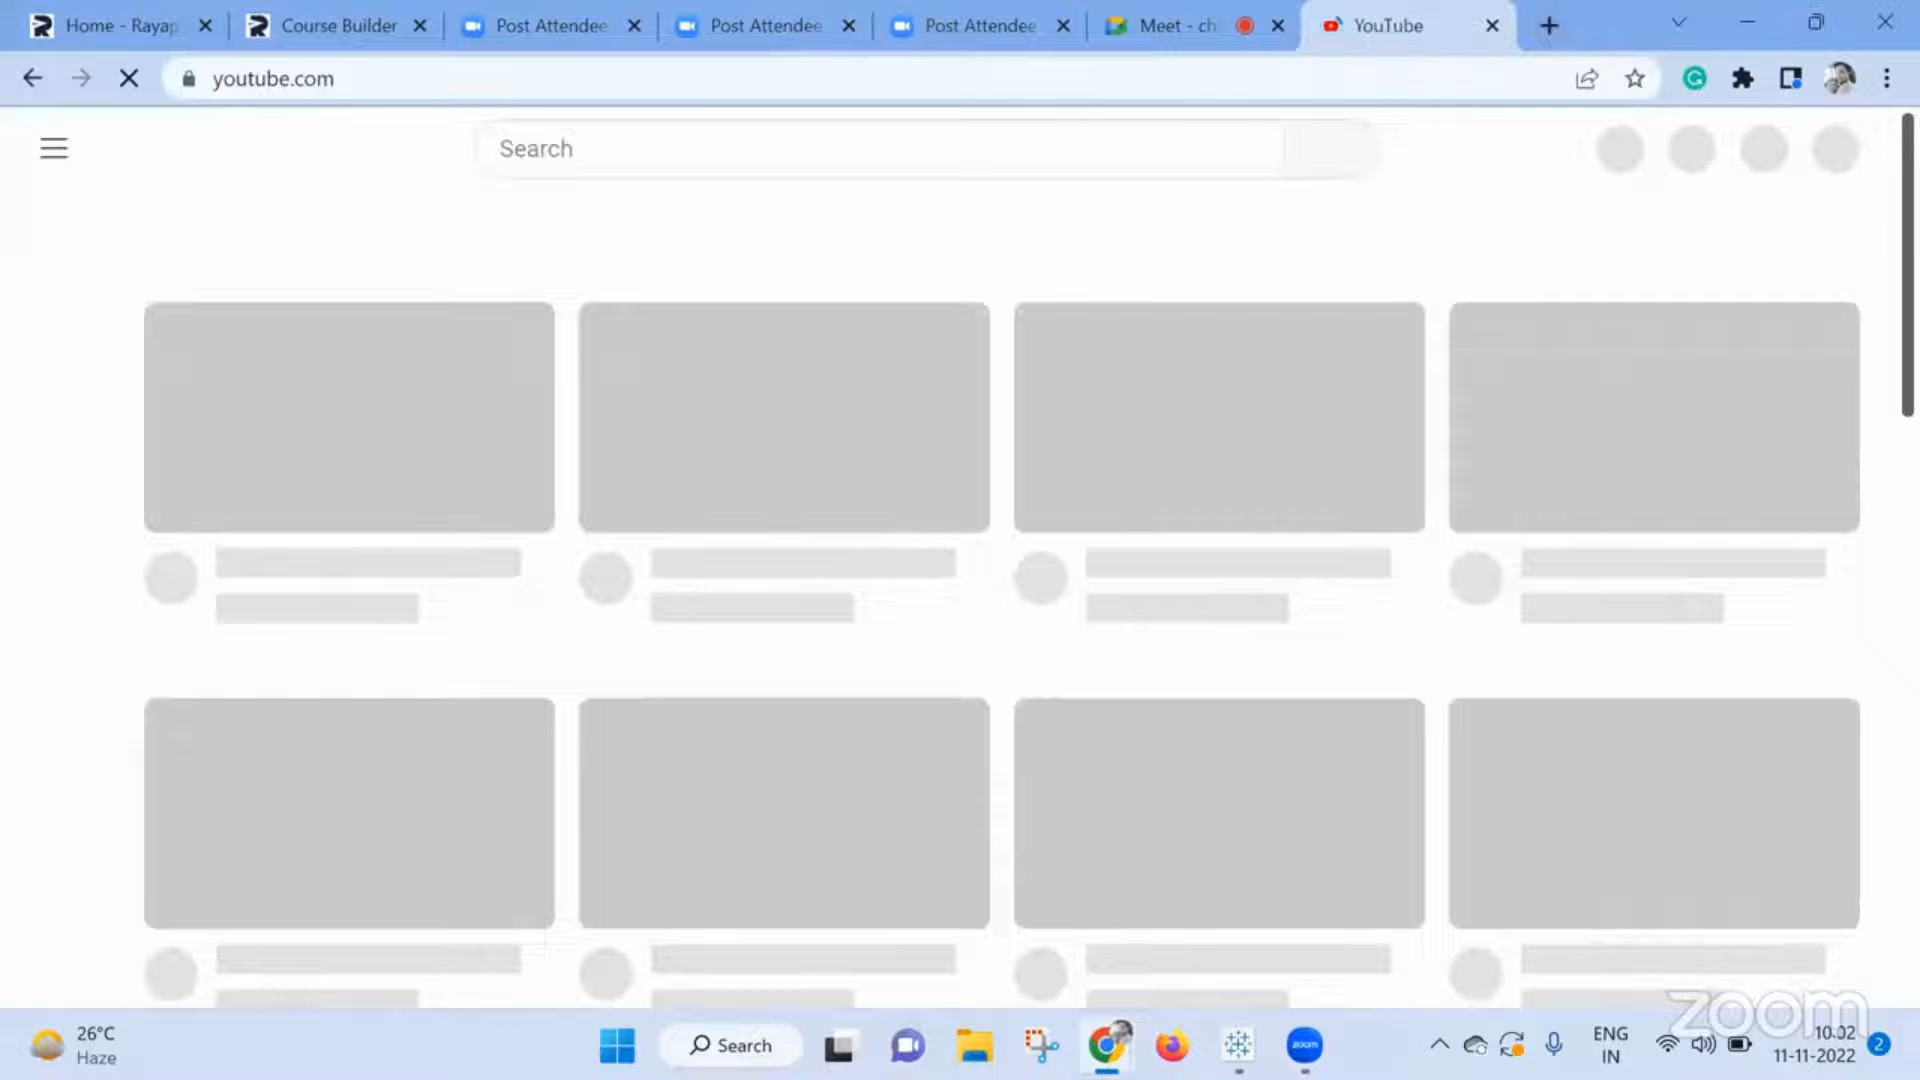 Home - Rayap
Course Builder
Post Attendee
Post Attendee
Post Attendee
Meet - ch
YouTube
youtube.com
Search
26°C
Haze
Search
zoom
ENG
IN
10:02
11-11-2022
2
zoom